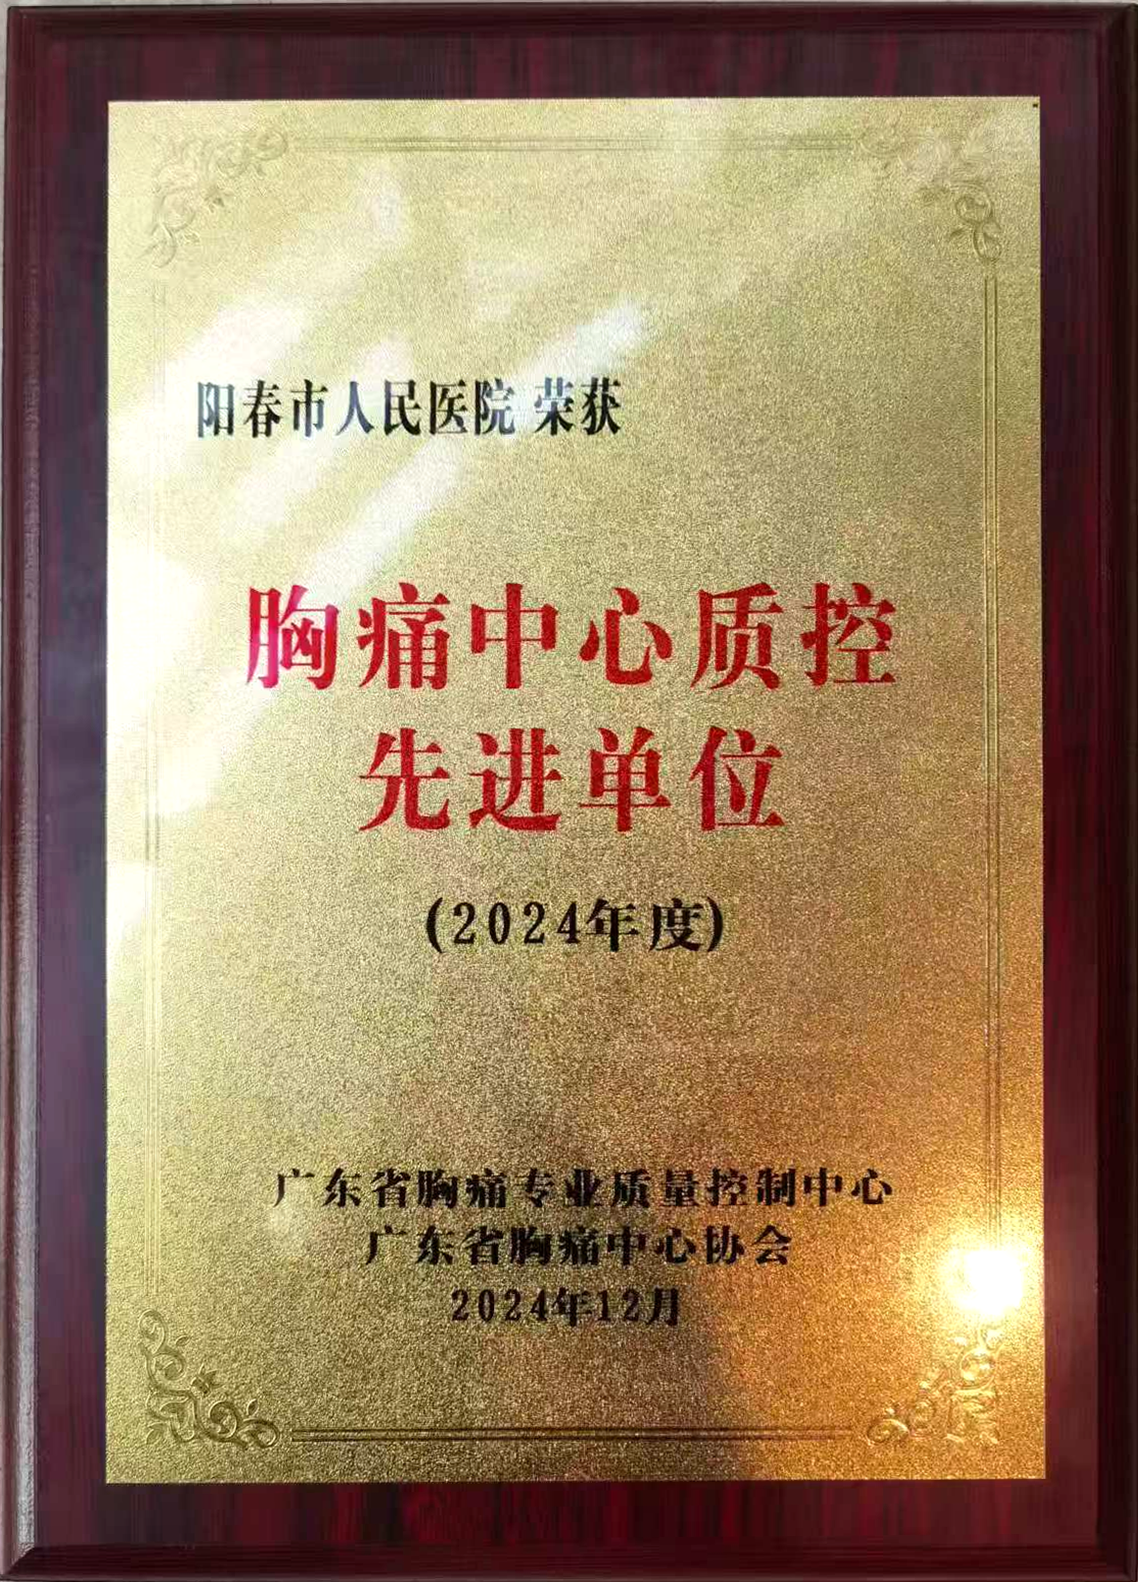 阳春市人民医院 荣获
胸痛中心质控
先进单位
(2024年度)
广东省胸痛专业质量控制中心
广东省胸痛中心协会
2024年12月